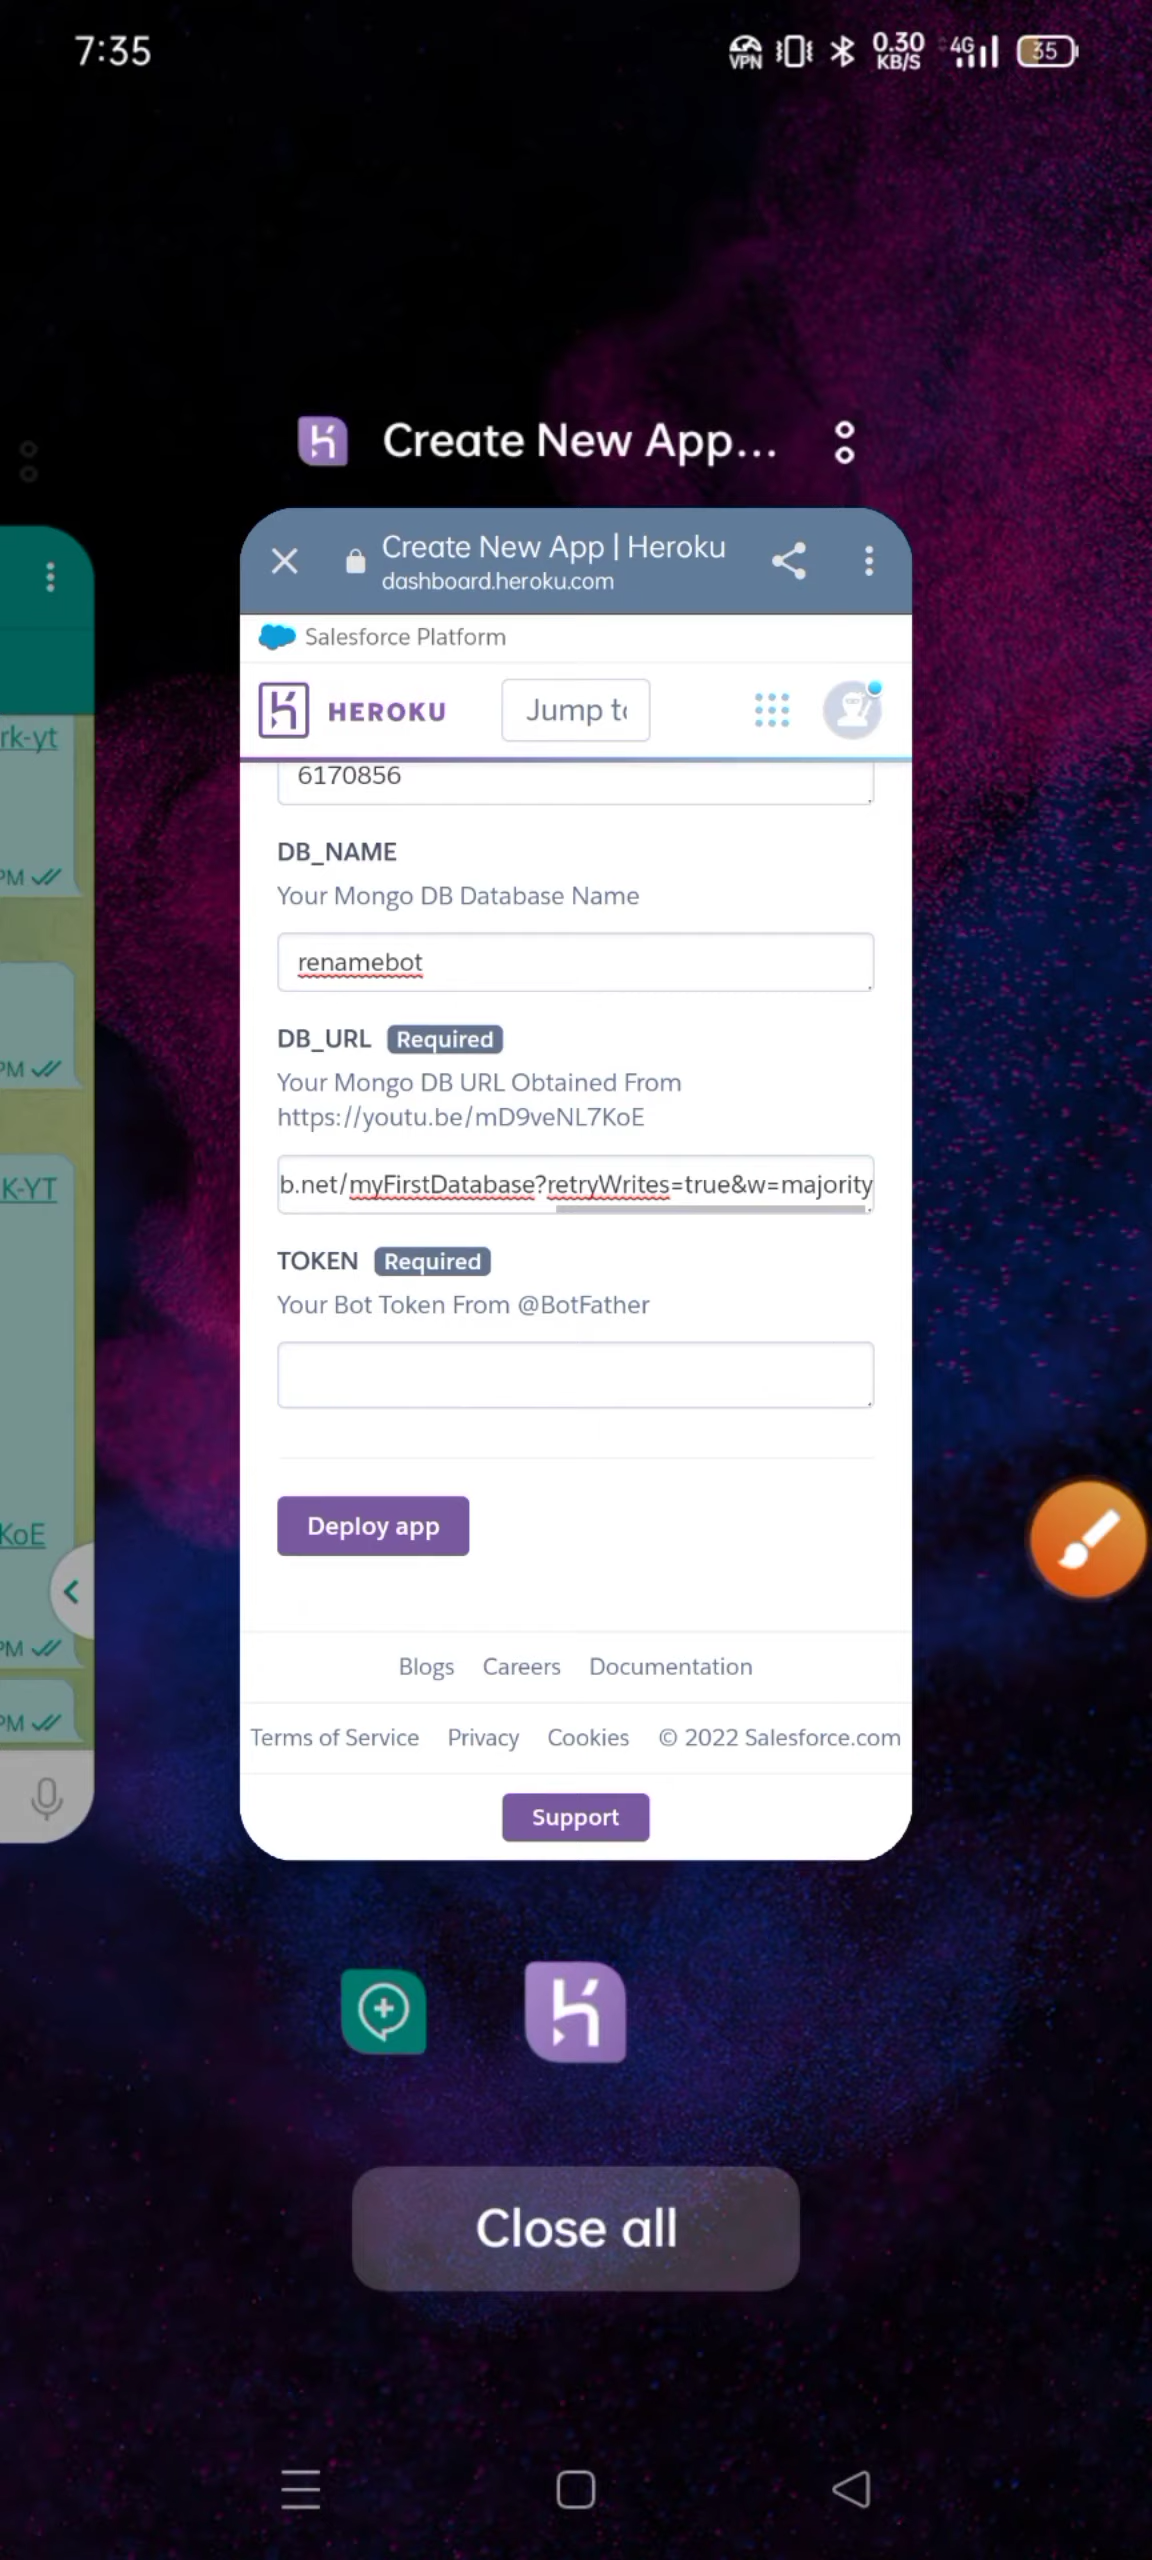 7:35
VPN
0.30
KB/S
4G
35
Create New App...
Create New App | Heroku
dashboard.heroku.com
Salesforce Platform
HEROKU
Jump to
rk-yt
6170856
DB_NAME
PM
Your Mongo DB Database Name
renamebot
DB_URL Required
PM
Your Mongo DB URL Obtained From
https://youtu.be/mD9veNL7KoE
K-YT
b.net/myFirstDatabase?retryWrites=true&w=majority
TOKEN Required
Your Bot Token From @BotFather
KoE
Deploy app
PM
Blogs Careers Documentation
PM
Terms of Service Privacy Cookies © 2022 Salesforce.com
Support
Close all